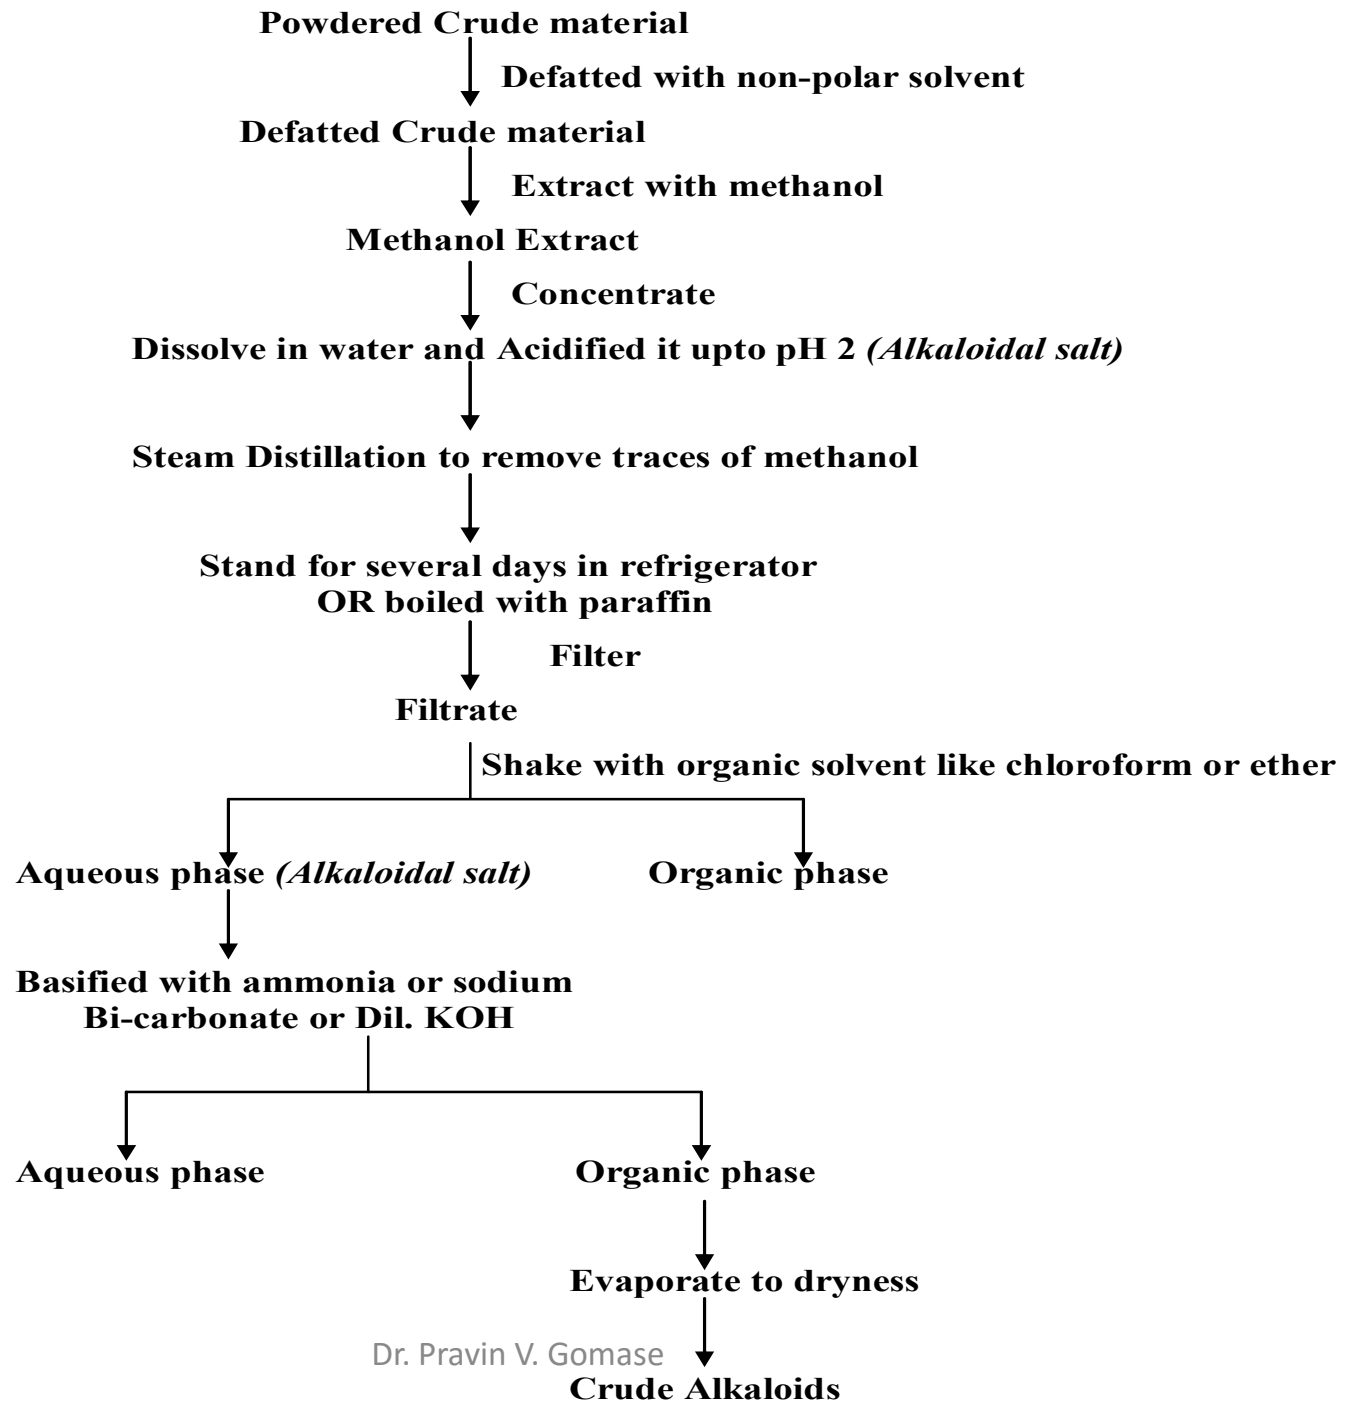 Powdered Crude material
Defatted with non-polar solvent
Defatted Crude material
Extract with methanol
Methanol Extract
Concentrate
Dissolve in water and Acidified it upto pH 2 (Alkaloidal salt)
Steam Distillation to remove traces of methanol
Stand for several days in refrigerator
OR boiled with paraffin
Filter
Filtrate
Shake with organic solvent like chloroform or ether
Aqueous phase (Alkaloidal salt)
Organic phase
Basified with ammonia or sodium
Bi-carbonate or Dil. KOH
Aqueous phase
Organic phase
Evaporate to dryness
Dr. Pravin V. Gomase
Crude Alkaloids